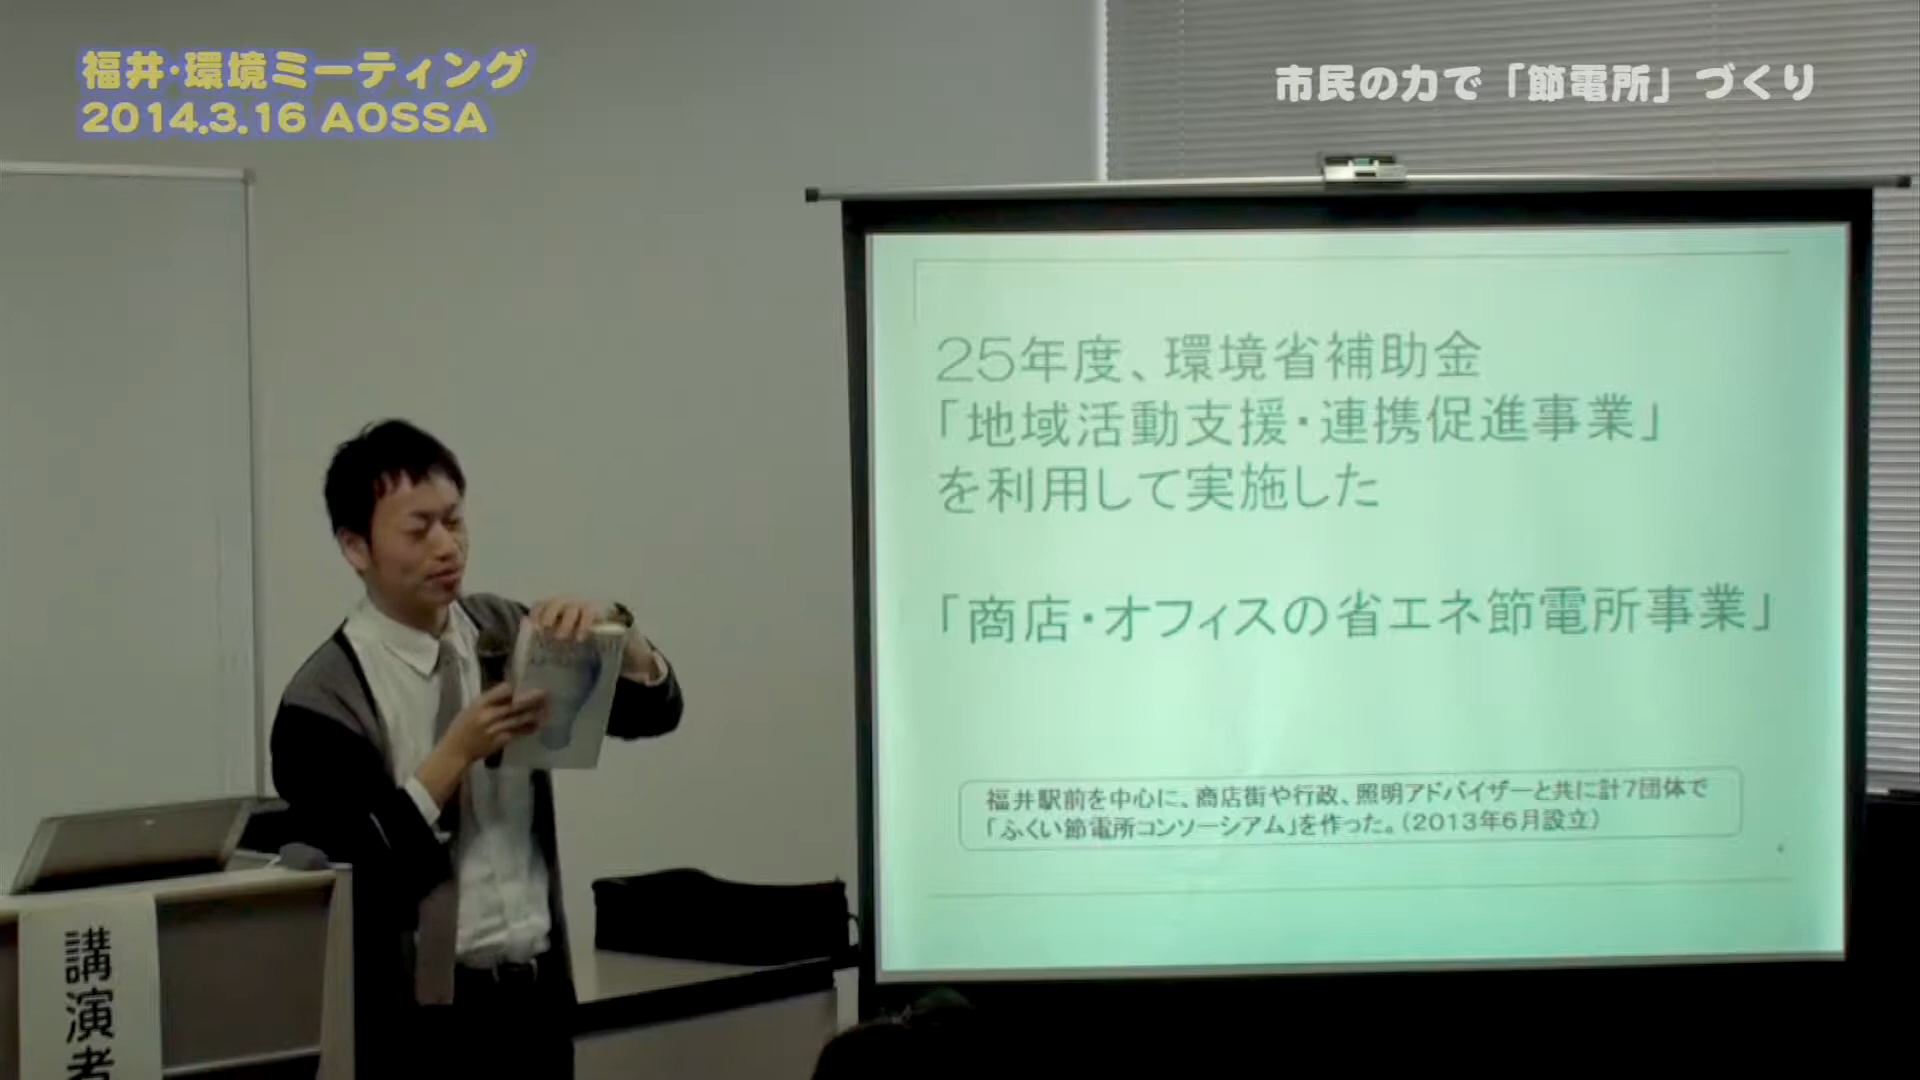 福井・環境ミーティング
2014.3.16 AOSSA
市民の力で「節電所」づくり
25年度、環境省補助金
「地域活動支援・連携促進事業」
を利用して実施した
「商店・オフィスの省エネ節電所事業」
福井駅前を中心に、商店街や行政、照明アドバイザーと共に計7団体で
「ふくい節電所コンソーシアム」を作った。（2013年6月設立）
講演者